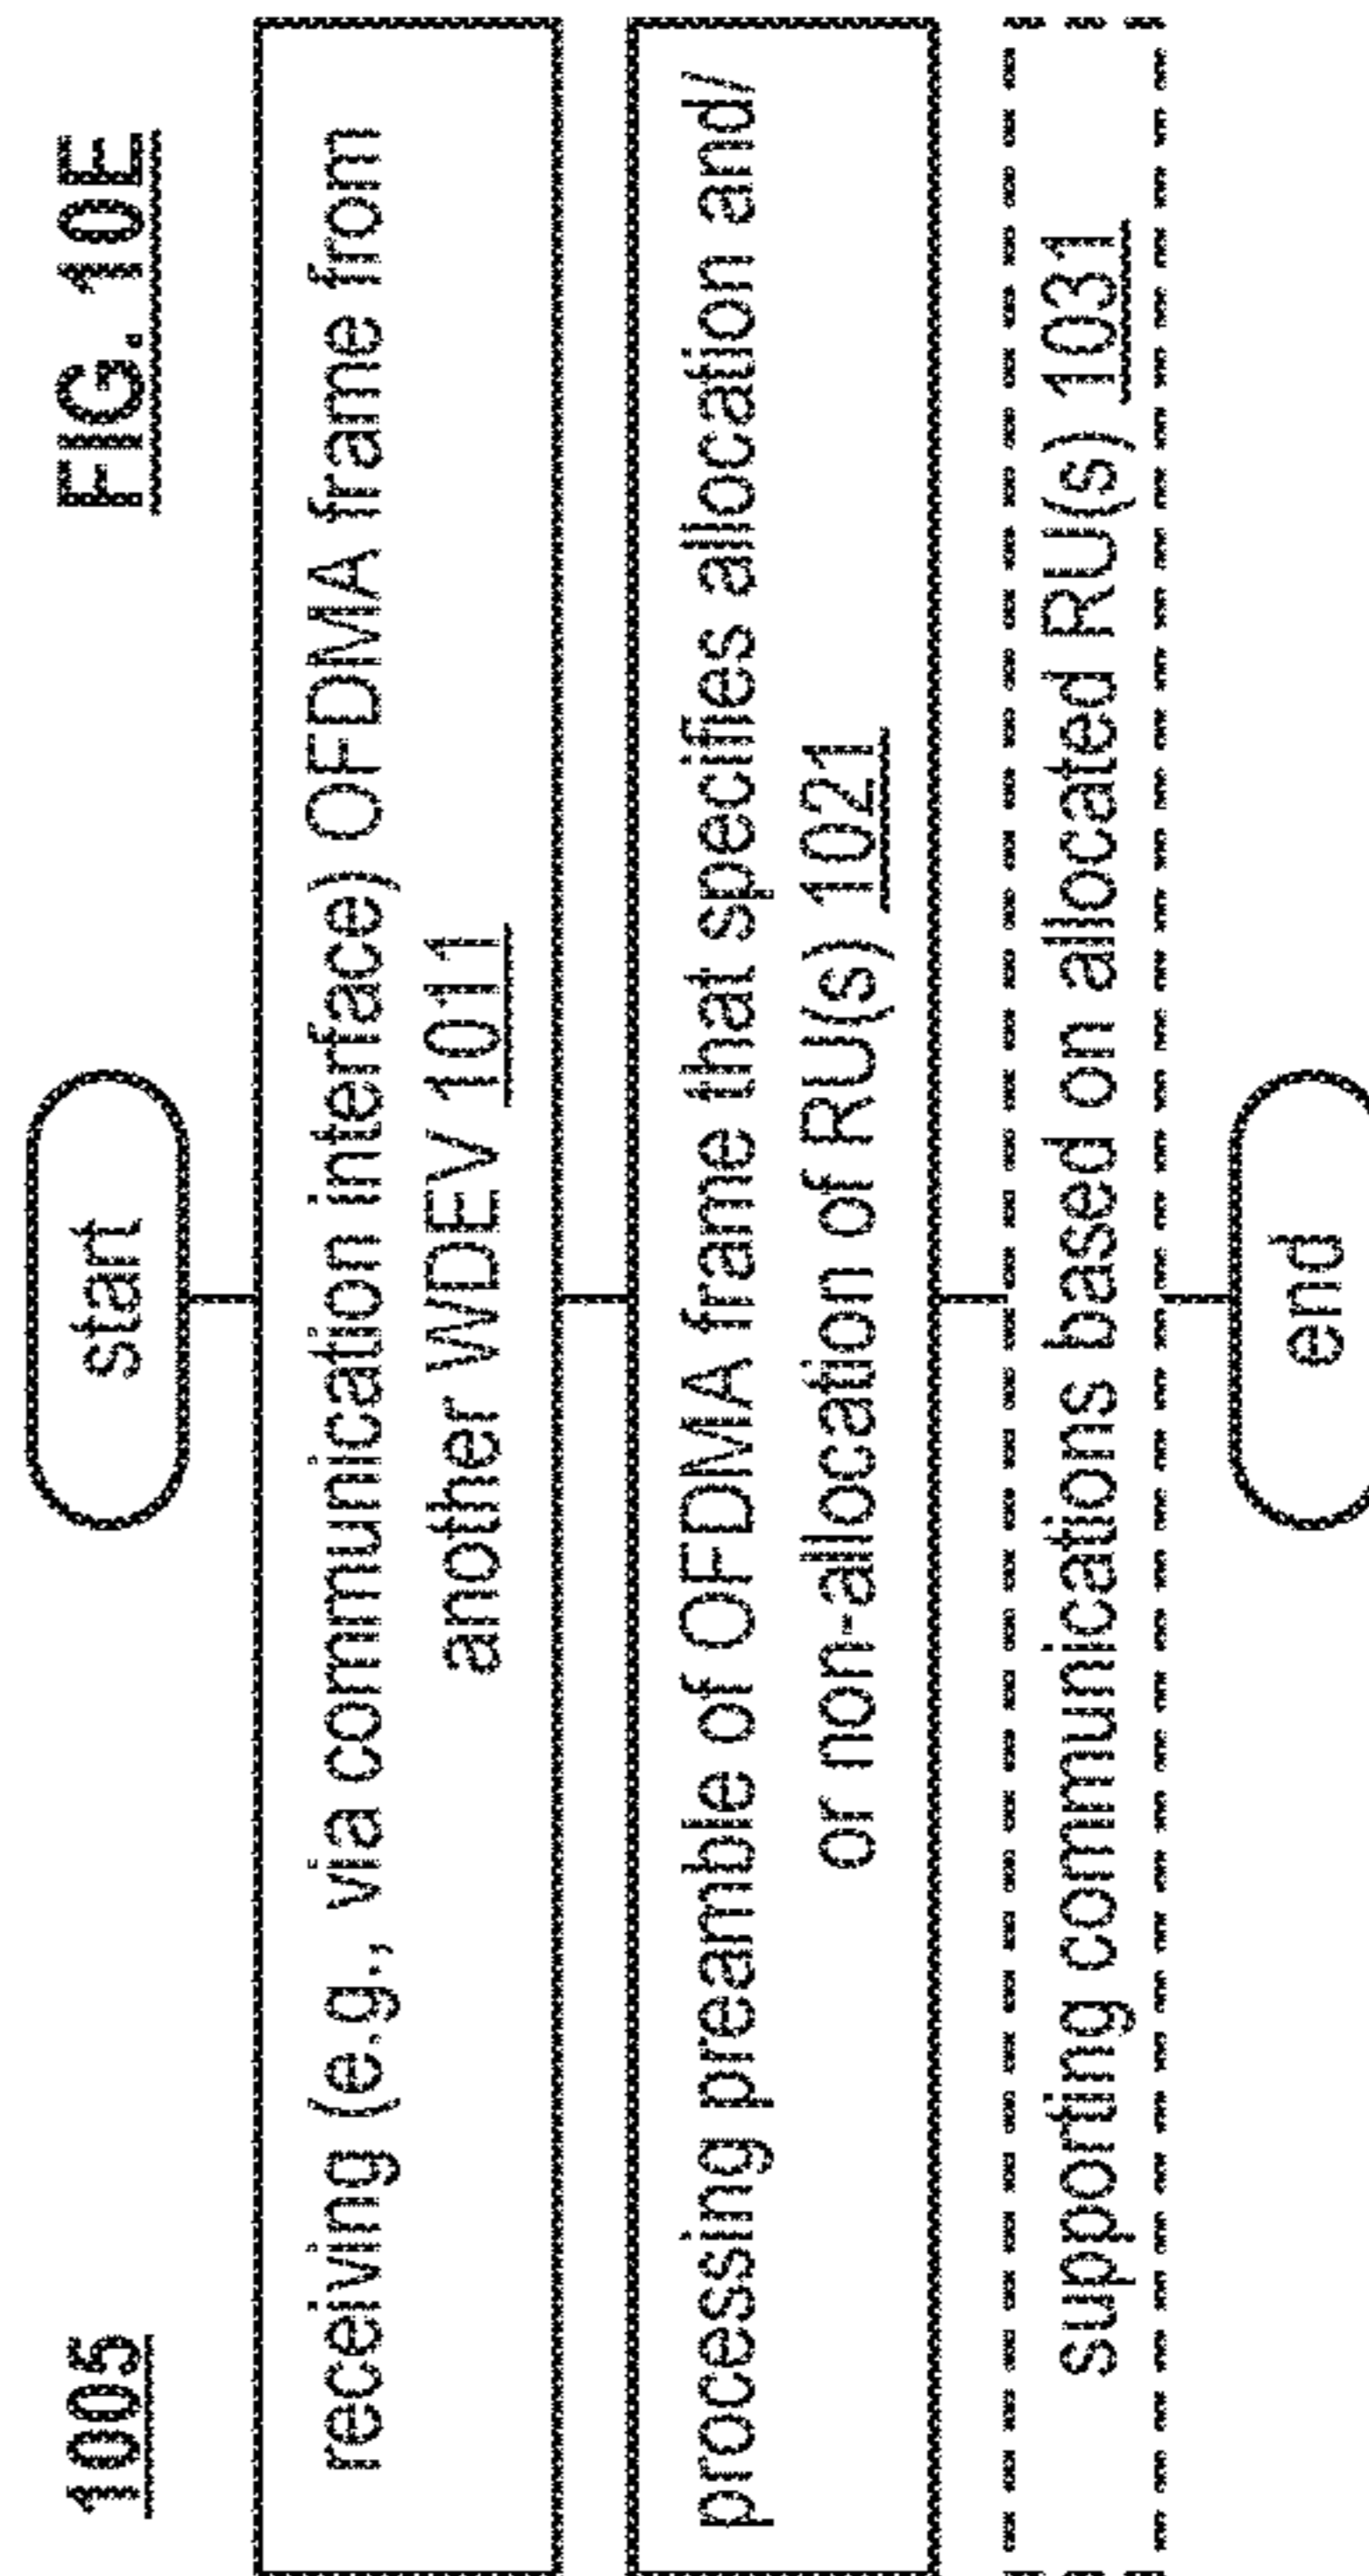 1005
FIG. 10E
start
receiving (e.g., via communication interface) OFDMA frame from
another WDEV 1011
processing preamble of OFDMA frame that specifies allocation and/
or non-allocation of RU(s) 1021
supporting communications based on allocated RU(s) 1031
end